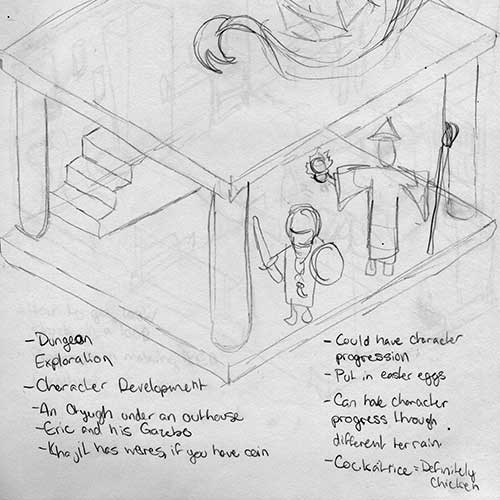 - Dungeon
Exploration
- Character Development
- An Otyugh under an outhouse
- Eric and his Gazebo
- Khajit has wares, if you have coin
- Could have character
progression
- Put in easter eggs
- Can have character
progress through
different terrain
- Cockatrice = Definitely
Chicken